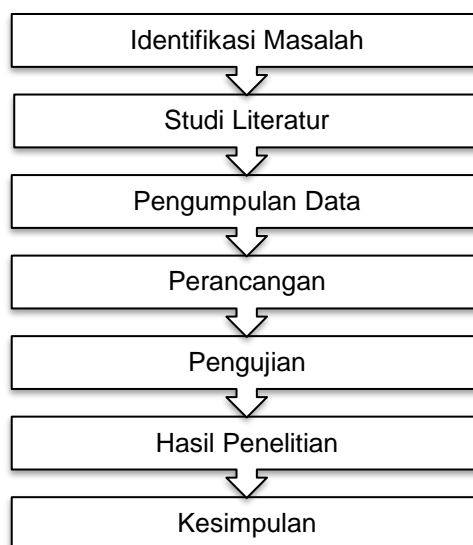 Identifikasi Masalah
Studi Literatur
Pengumpulan Data
Perancangan
Pengujian
Hasil Penelitian
Kesimpulan